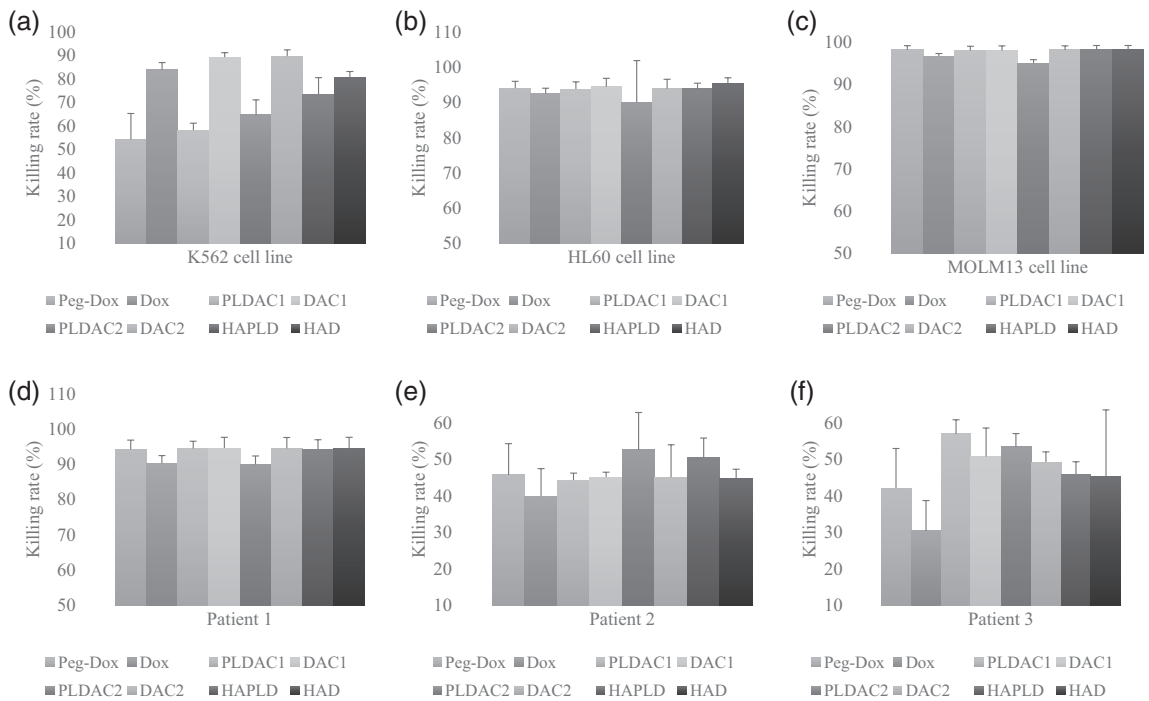 (a)
100
90
80
70
60
50
40
30
20
10
Killing rate (%)
K562 cell line
Peg-Dox Dox PLDAC1 DAC1
PLDAC2 DAC2 HAPLD HAD
(b)
110
100
90
80
70
60
50
Killing rate (%)
HL60 cell line
Peg-Dox Dox PLDAC1 DAC1
PLDAC2 DAC2 HAPLD HAD
(c)
100
90
80
70
60
50
Killing rate (%)
MOLM13 cell line
Peg-Dox Dox PLDAC1 DAC1
PLDAC2 DAC2 HAPLD HAD
(d)
110
100
90
80
70
60
50
Killing rate (%)
Patient 1
Peg-Dox Dox PLDAC1 DAC1
PLDAC2 DAC2 HAPLD HAD
(e)
60
50
40
30
20
10
Killing rate (%)
Patient 2
Peg-Dox Dox PLDAC1 DAC1
PLDAC2 DAC2 HAPLD HAD
(f)
60
50
40
30
20
10
Killing rate (%)
Patient 3
Peg-Dox Dox PLDAC1 DAC1
PLDAC2 DAC2 HAPLD HAD